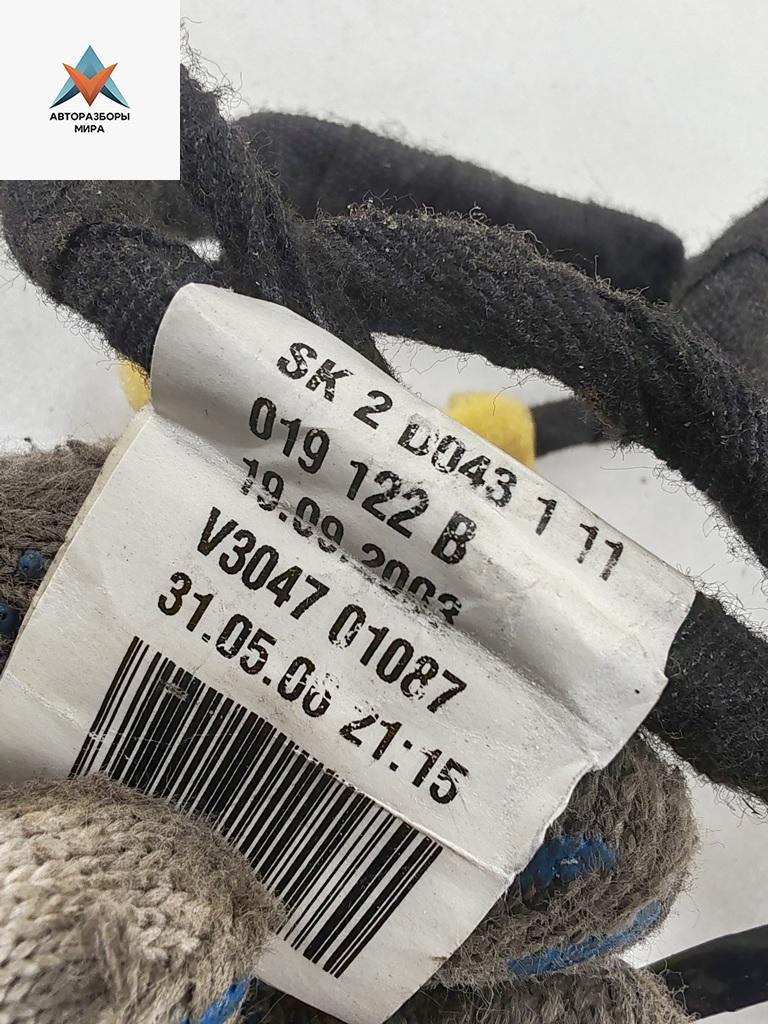 АВТОРАЗБОРЫ
МИРА
SK 2 D043 1 11
019 122 B
19.09.2003
V3047 01087
31.05.06 21:15